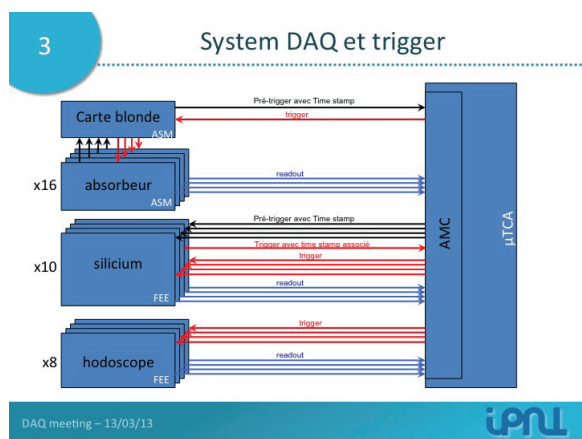 3
System DAQ et trigger
Carte blonde
ASM
Pré-trigger avec Time stamp
trigger
x16
absorbeur
ASM
readout
Pré-trigger avec Time stamp
x10
silicium
FEE
Trigger avec time stamp associé
trigger
readout
x8
hodoscope
FEE
trigger
readout
AMC
µTCA
DAQ meeting – 13/03/13
ipnl